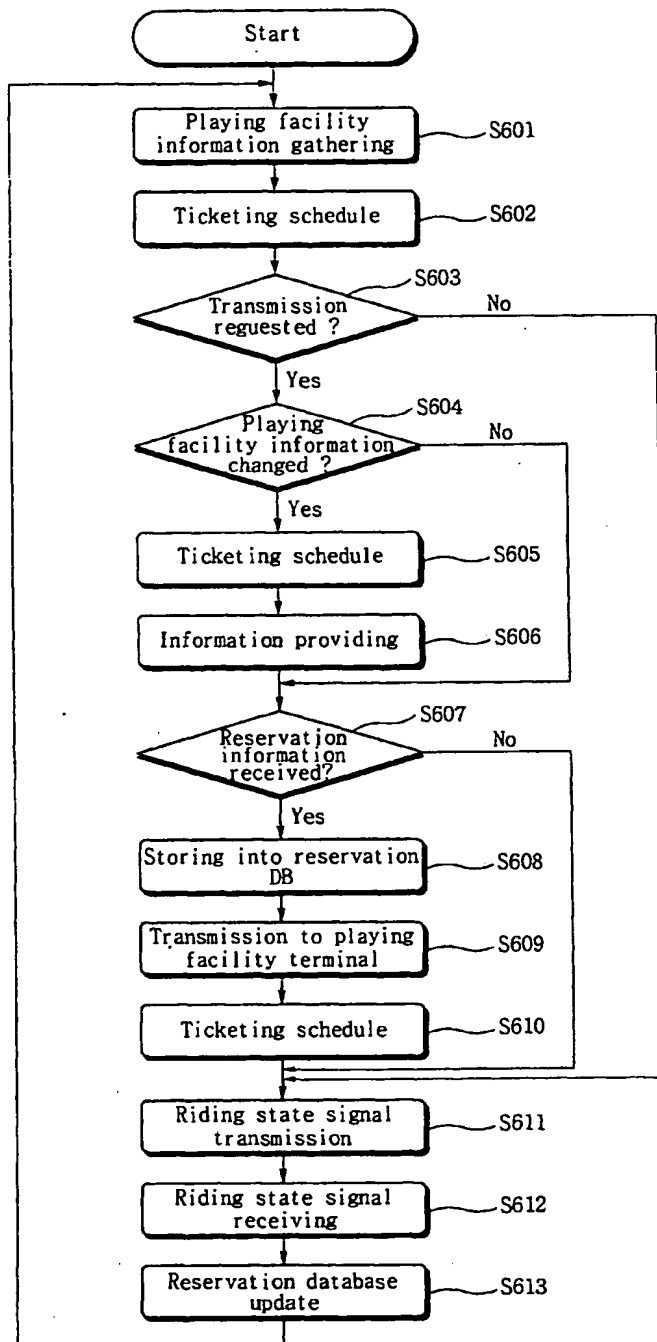 Start
Playing facility
information gathering
S601
Ticketing schedule
S602
S603
Transmission
reguested ?
No
Yes
S604
Playing
facility information
changed ?
No
Yes
Ticketing schedule
S605
Information providing
S606
S607
Reservation
information
received?
No
Yes
Storing into reservation
DB
S608
Transmission to playing
facility terminal
S609
Ticketing schedule
S610
Riding state signal
transmission
S611
Riding state signal
receiving
S612
Reservation database
update
S613